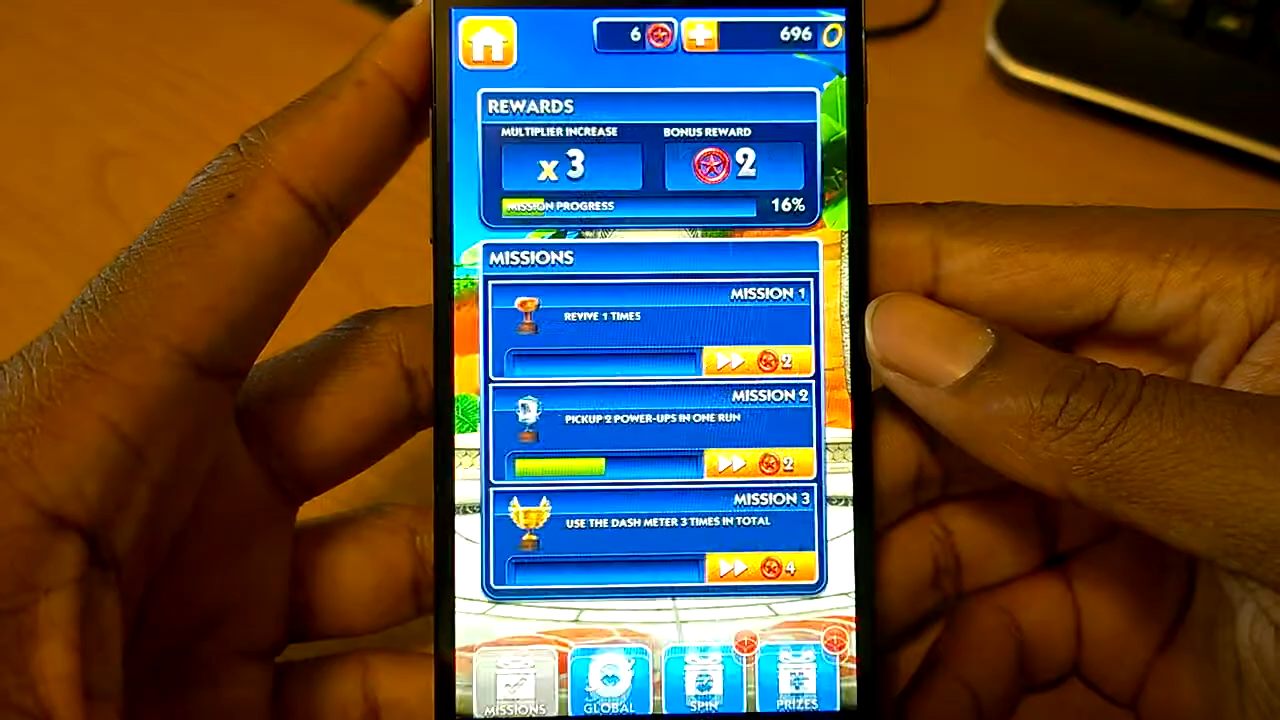 6
696
REWARDS
MULTIPLIER INCREASE
BONUS REWARD
x 3
2
MISSION PROGRESS
16%
MISSIONS
MISSION 1
REVIVE 1 TIMES
2
MISSION 2
PICKUP 2 POWER-UPS IN ONE RUN
2
MISSION 3
USE THE DASH METER 3 TIMES IN TOTAL
4
MISSIONS
GLOBAL
SPIN
PRIZES